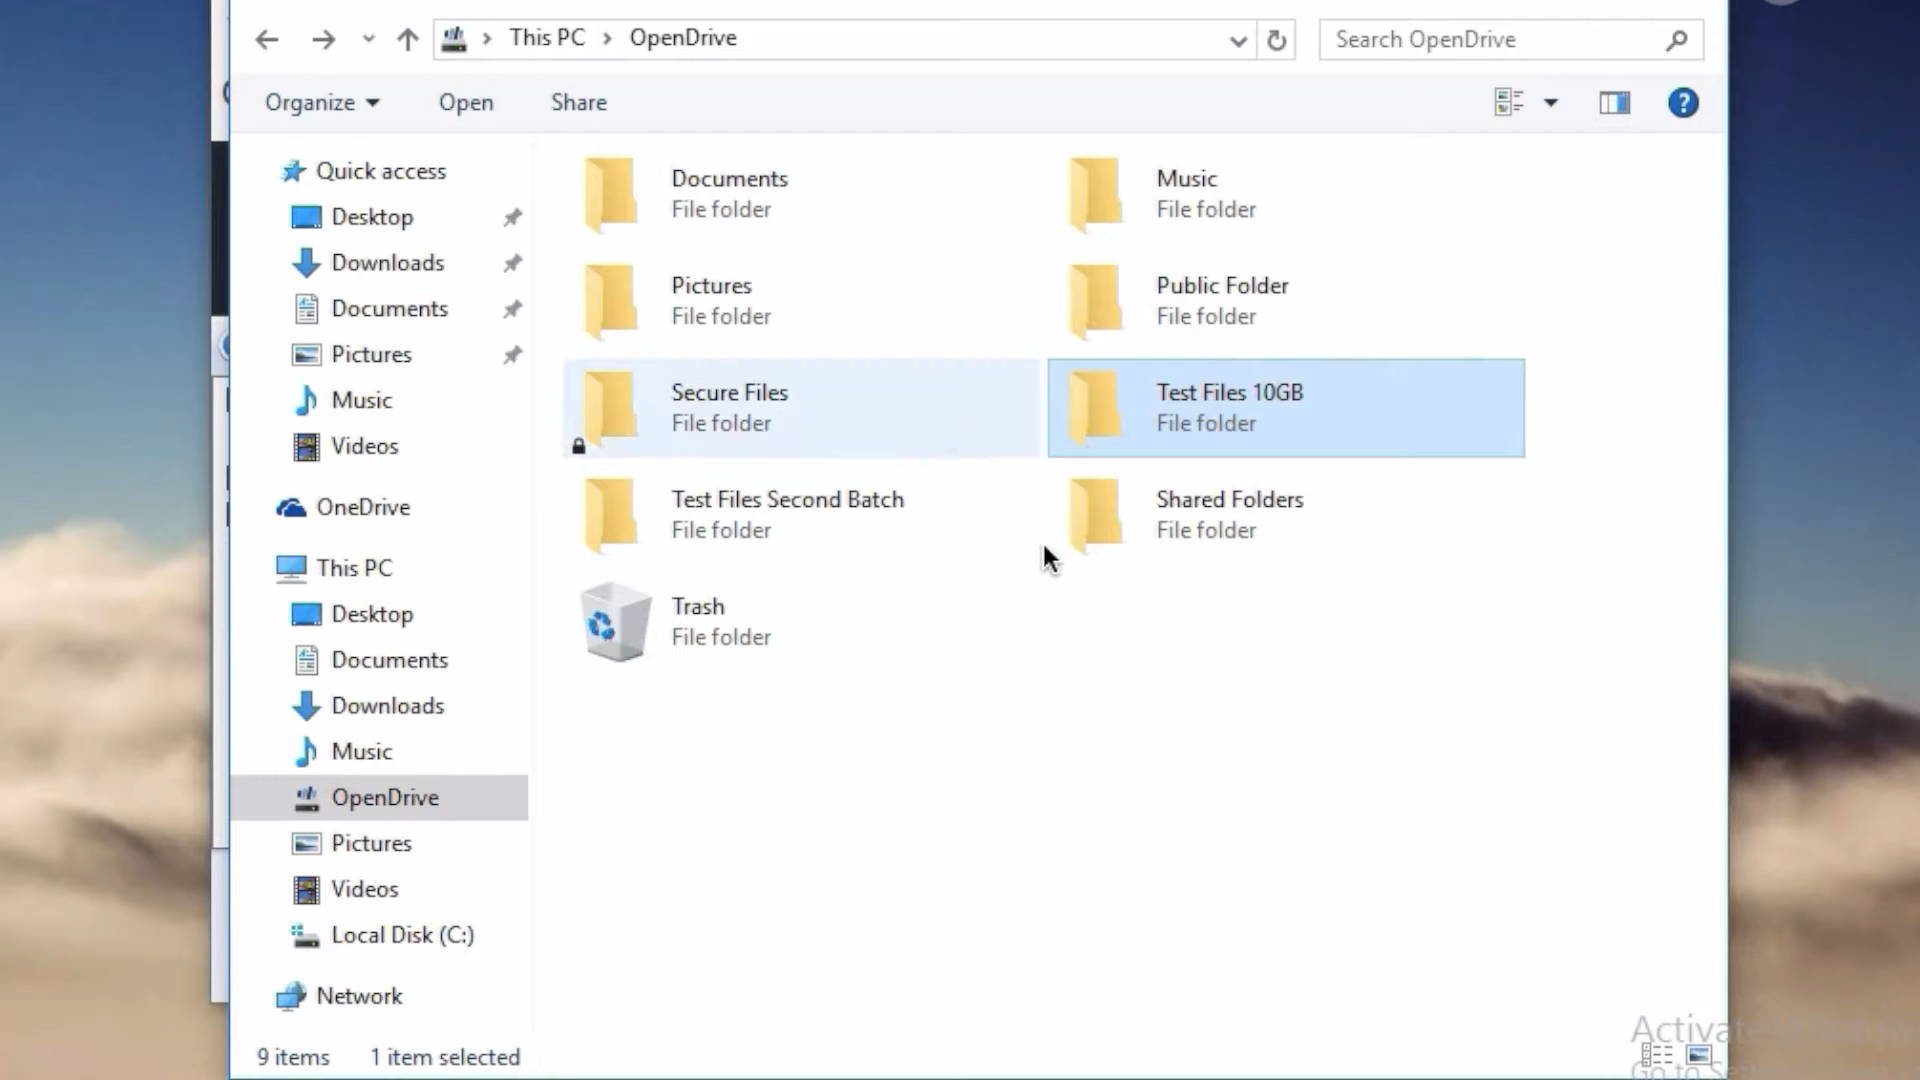 This PC > OpenDrive
Search OpenDrive
Organize
Open
Share
?
Quick access
Desktop
Downloads
Documents
Pictures
Music
Videos
OneDrive
This PC
Desktop
Documents
Downloads
Music
OpenDrive
Pictures
Videos
Local Disk (C:)
Network
Documents
File folder
Music
File folder
Pictures
File folder
Public Folder
File folder
Secure Files
File folder
Test Files 10GB
File folder
Test Files Second Batch
File folder
Shared Folders
File folder
Trash
File folder
9 items
1 item selected
Activate
Go to